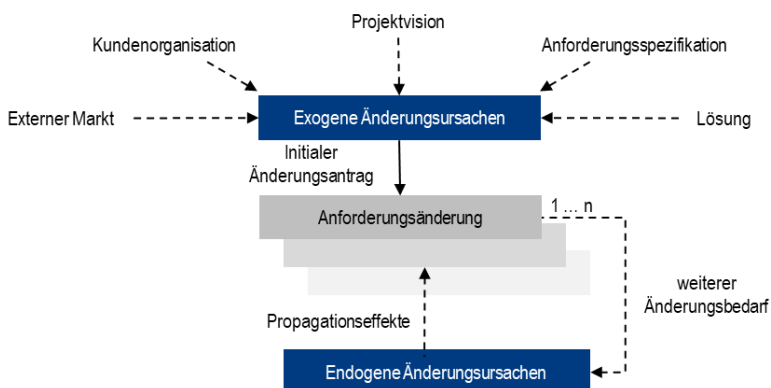 Projektvision
Kundenorganisation
Anforderungsspezifikation
Externer Markt
Exogene Änderungsursachen
Lösung
Initialer
Änderungsantrag
Anforderungsänderung
1 … n
weiterer
Änderungsbedarf
Propagationseffekte
Endogene Änderungsursachen